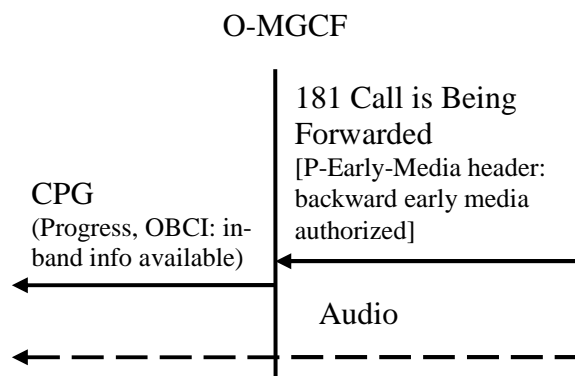 O-MGCF
181 Call is Being
Forwarded
[P-Early-Media header:
backward early media
authorized]
CPG
(Progress, OBCI: in-
band info available)
Audio